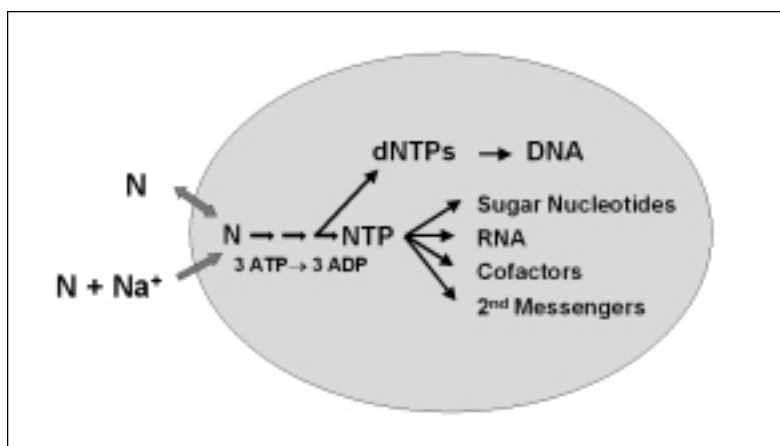 dNTPs → DNA
N
Sugar Nucleotides
N → → → NTP
RNA
3 ATP → 3 ADP
Cofactors
N + Na⁺
2ⁿᵈ Messengers